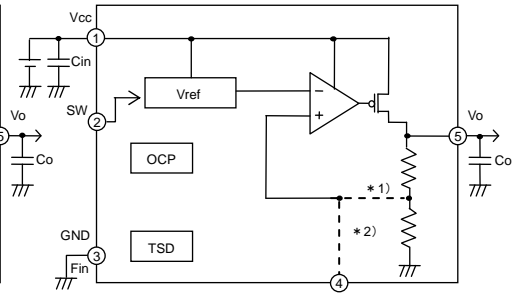 Vcc
1
Cin
Vref
SW
2
Vo
5
Co
OCP
GND
3
Fin
TSD
−
+
*1)
*2)
4
Vo
5
Co